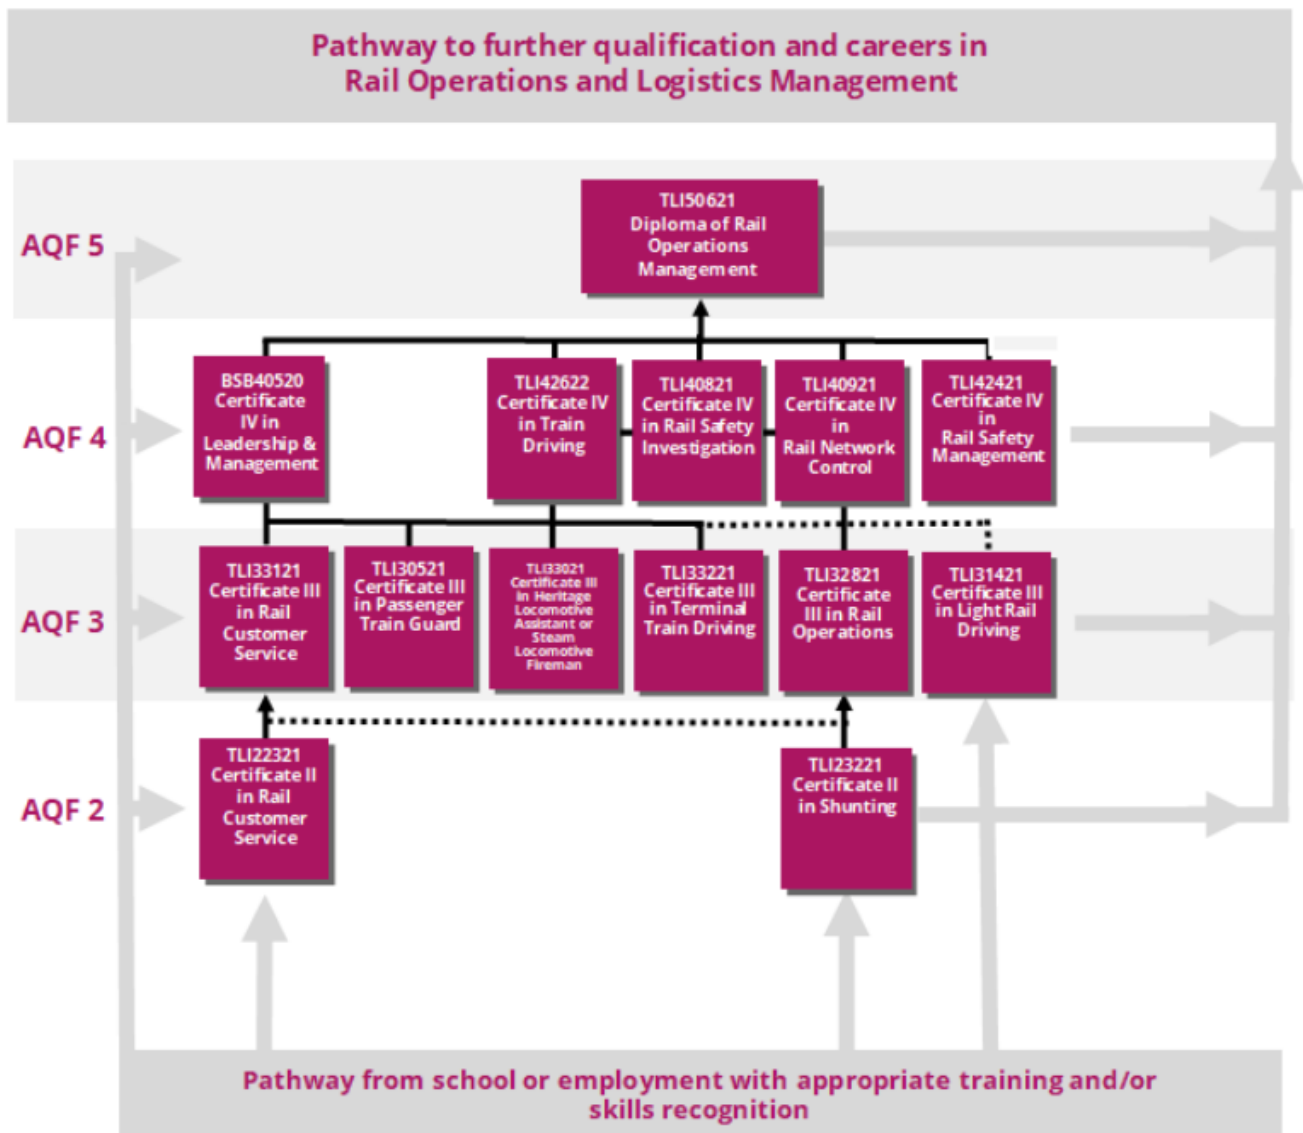 Pathway to further qualification and careers in
Rail Operations and Logistics Management
AQF 5
TLI50621
Diploma of Rail
Operations
Management
AQF 4
BSB40520
Certificate
IV in
Leadership &
Management
TLI42622
Certificate IV
in Train
Driving
TLI40821
Certificate IV
in Rail Safety
Investigation
TLI40921
Certificate IV
in
Rail Network
Control
TLI42421
Certificate IV
in
Rail Safety
Management
AQF 3
TLI33121
Certificate III
in Rail
Customer
Service
TLI30521
Certificate III
in Passenger
Train Guard
TLI33021
Certificate III
in Heritage
Locomotive
Assistant or
Steam
Locomotive
Fireman
TLI33221
Certificate III
in Terminal
Train Driving
TLI32821
Certificate
III in Rail
Operations
TLI31421
Certificate III
in Light Rail
Driving
AQF 2
TLI22321
Certificate II
in Rail
Customer
Service
TLI23221
Certificate II
in Shunting
Pathway from school or employment with appropriate training and/or
skills recognition